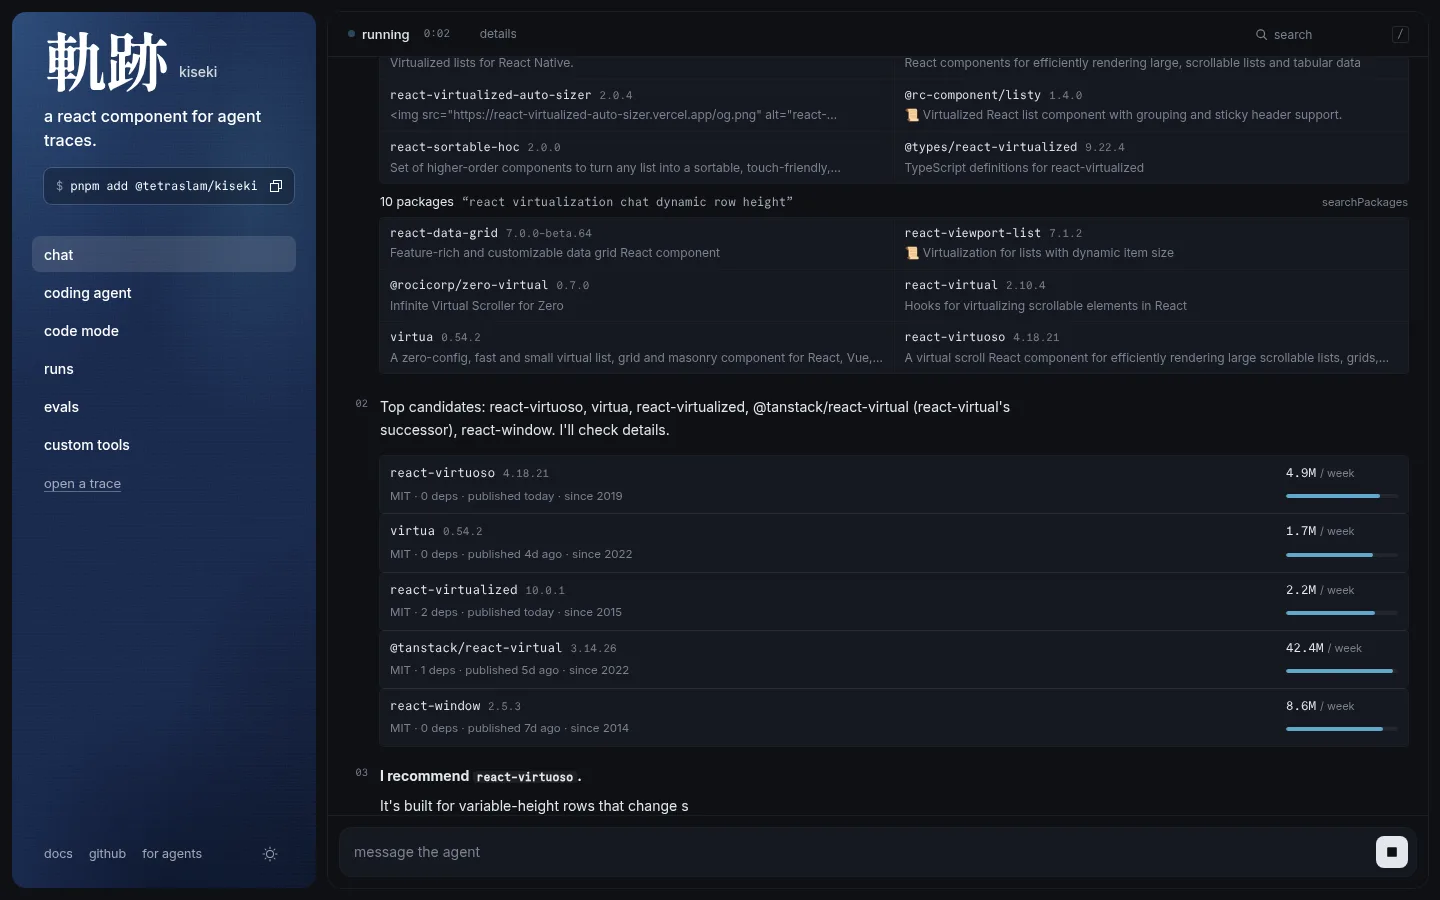 軌跡 kiseki
a react component for agent
traces.
$ pnpm add @tetraslam/kiseki
chat
coding agent
code mode
runs
evals
custom tools
open a trace
docs github for agents
running 0:02 details search /
Virtualized lists for React Native.
React components for efficiently rendering large, scrollable lists and tabular data
react-virtualized-auto-sizer 2.0.4
<img src="https://react-virtualized-auto-sizer.vercel.app/og.png" alt="react-...
@rc-component/listy 1.4.0
📜 Virtualized React list component with grouping and sticky header support.
react-sortable-hoc 2.0.0
Set of higher-order components to turn any list into a sortable, touch-friendly,...
@types/react-virtualized 9.22.4
TypeScript definitions for react-virtualized
10 packages “react virtualization chat dynamic row height” searchPackages
react-data-grid 7.0.0-beta.64
Feature-rich and customizable data grid React component
react-viewport-list 7.1.2
📜 Virtualization for lists with dynamic item size
@rocicorp/zero-virtual 0.7.0
Infinite Virtual Scroller for Zero
react-virtual 2.10.4
Hooks for virtualizing scrollable elements in React
virtua 0.54.2
A zero-config, fast and small virtual list, grid and masonry component for React, Vue,...
react-virtuoso 4.18.21
A virtual scroll React component for efficiently rendering large scrollable lists, grids,...
02 Top candidates: react-virtuoso, virtua, react-virtualized, @tanstack/react-virtual (react-virtual's
successor), react-window. I'll check details.
react-virtuoso 4.18.21 4.9M / week
MIT · 0 deps · published today · since 2019
virtua 0.54.2 1.7M / week
MIT · 0 deps · published 4d ago · since 2022
react-virtualized 10.0.1 2.2M / week
MIT · 2 deps · published today · since 2015
@tanstack/react-virtual 3.14.26 42.4M / week
MIT · 1 deps · published 5d ago · since 2022
react-window 2.5.3 8.6M / week
MIT · 0 deps · published 7d ago · since 2014
03 I recommend react-virtuoso.
It's built for variable-height rows that change s
message the agent